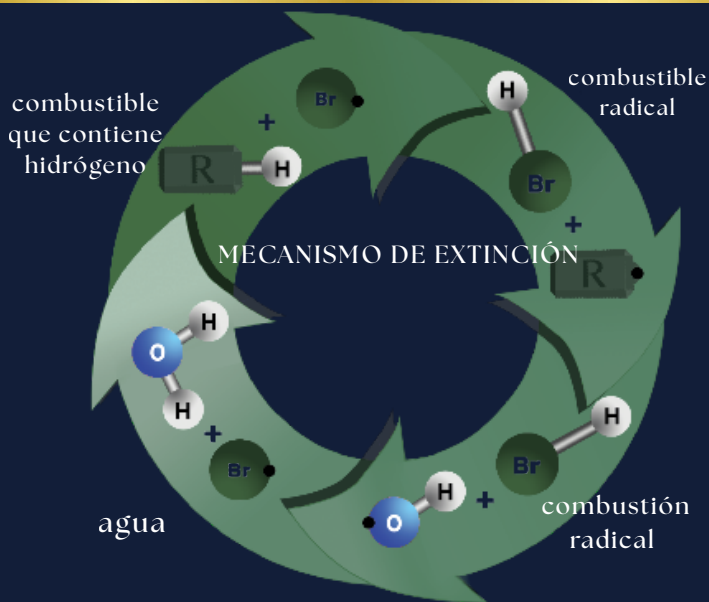 combustible
que contiene
hidrógeno
R
H
+
Br
H
Br
+
R
combustible
radical
MECANISMO DE EXTINCIÓN
H
Br
+
H
O
combustión
radical
O
H
H
+
Br
agua